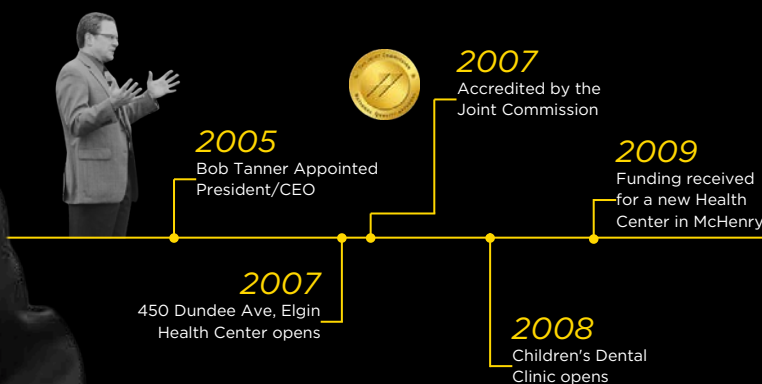 2007
Accredited by the
Joint Commission
2005
Bob Tanner Appointed
President/CEO
2009
Funding received
for a new Health
Center in McHenry
2007
450 Dundee Ave, Elgin
Health Center opens
2008
Children's Dental
Clinic opens